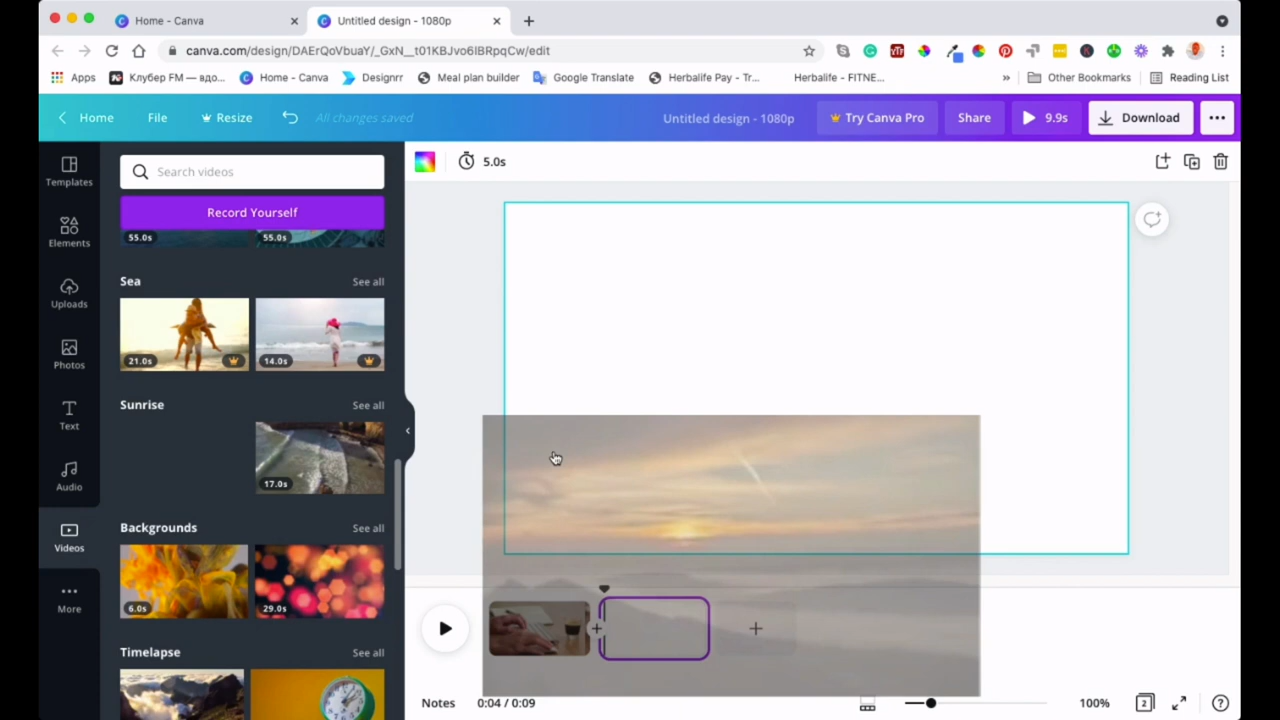 Home - Canva
Untitled design - 1080p
canva.com/design/DAErQoVbuaY/_GxN__t01KBJvo6IBRpqCw/edit
Apps
Клубер FM — вдо...
Home - Canva
Designrr
Meal plan builder
Google Translate
Herbalife Pay - Tr...
Herbalife - FITNE...
»
Other Bookmarks
Reading List
Home
File
Resize
All changes saved
Untitled design - 1080p
Try Canva Pro
Share
9.9s
Download
Templates
Elements
Uploads
Photos
Text
Audio
Videos
More
Search videos
Record Yourself
55.0s
55.0s
Sea
See all
21.0s
14.0s
Sunrise
See all
17.0s
Backgrounds
See all
6.0s
29.0s
Timelapse
See all
5.0s
Notes
0:04 / 0:09
100%
2